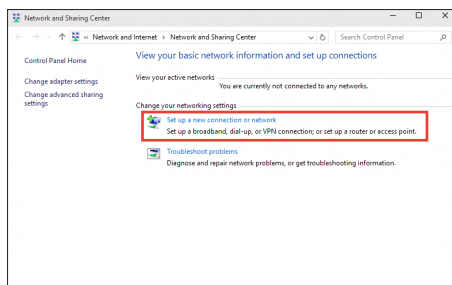 Network and Sharing Center
« Network and Internet › Network and Sharing Center
Search Control Panel
Control Panel Home
Change adapter settings
Change advanced sharing
settings
View your basic network information and set up connections
View your active networks
You are currently not connected to any networks.
Change your networking settings
Set up a new connection or network
Set up a broadband, dial-up, or VPN connection; or set up a router or access point.
Troubleshoot problems
Diagnose and repair network problems, or get troubleshooting information.